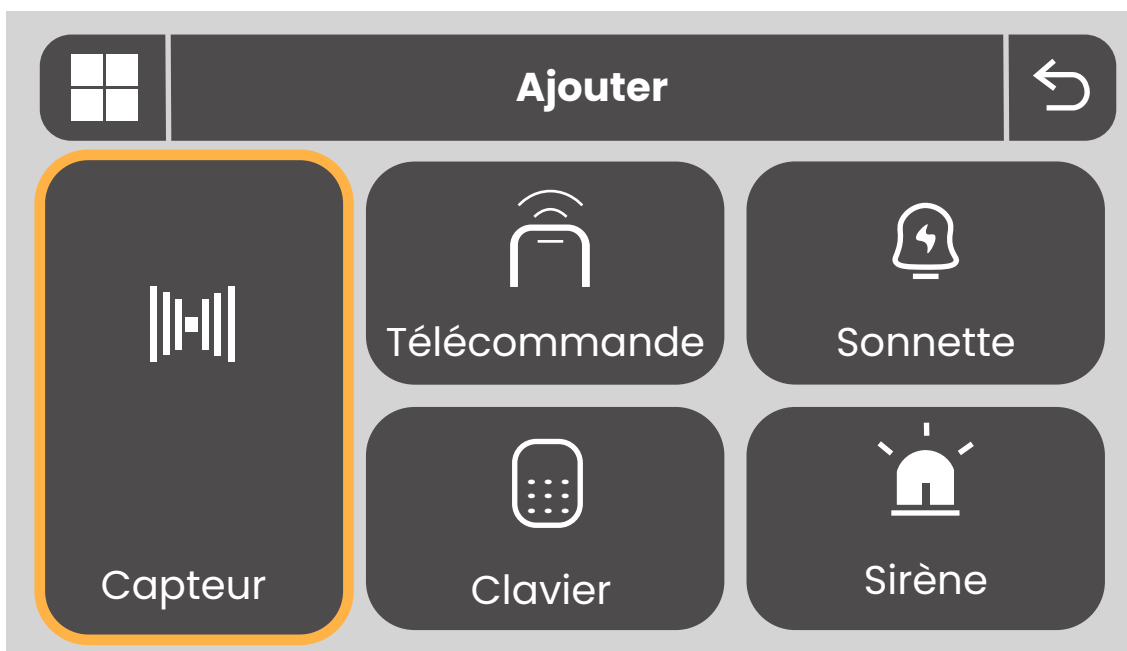 Ajouter
Télécommande
Sonnette
Capteur
Clavier
Sirène